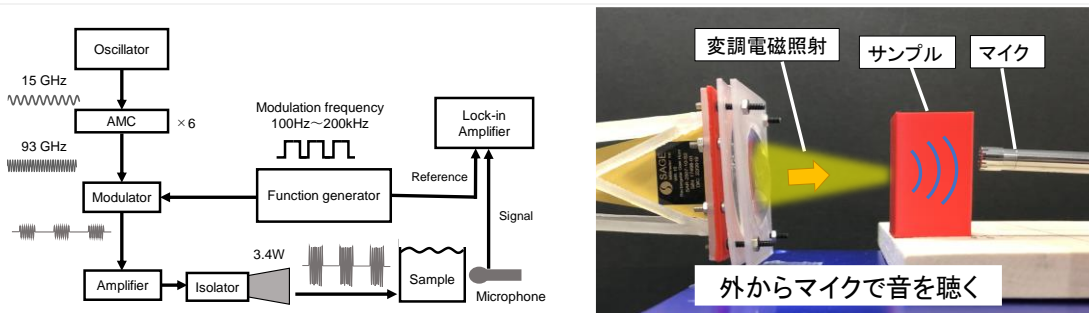 Oscillator
15 GHz
AMC
×6
93 GHz
Modulator
Modulation frequency
100Hz～200kHz
Function generator
Lock-in
Amplifier
Reference
Signal
3.4W
Amplifier
Isolator
Sample
Microphone
変調電磁照射
サンプル
マイク
SAGE
外からマイクで音を聴く